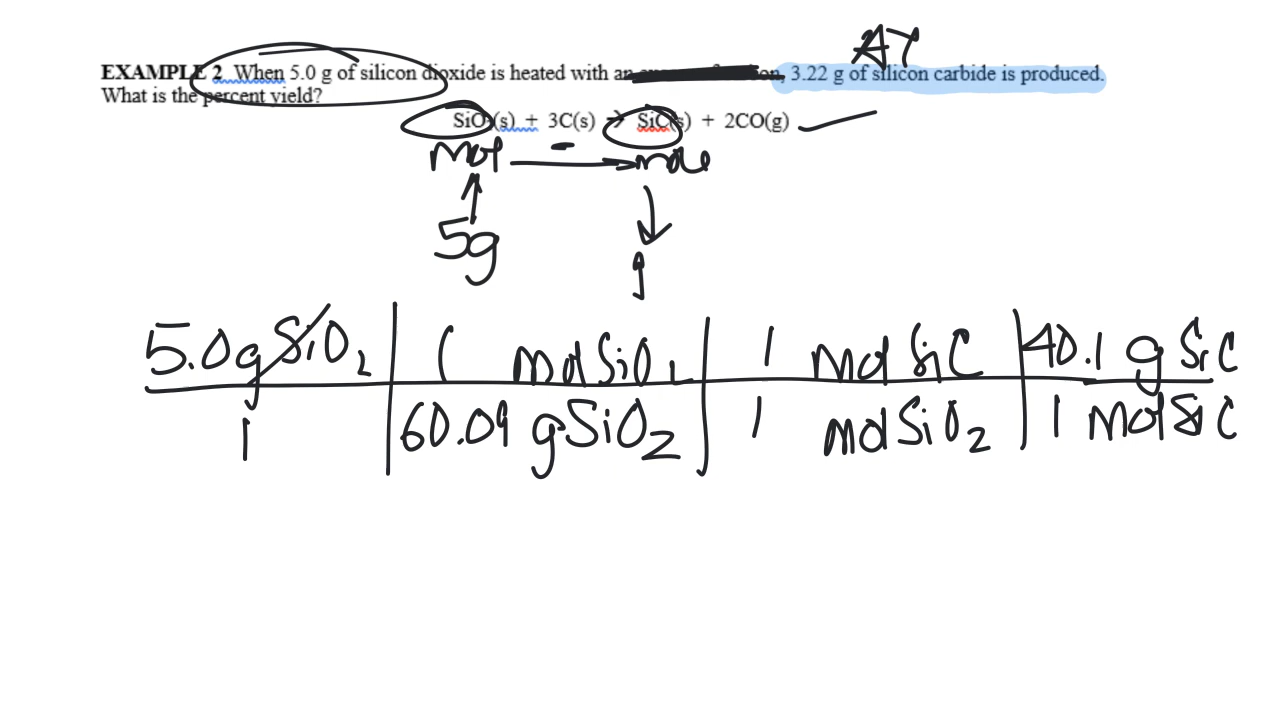 AY
EXAMPLE 2 When 5.0 g of silicon dioxide is heated with an on, 3.22 g of silicon carbide is produced.
What is the percent yield?
SiO (s) + 3C(s) → SiC(s) + 2CO(g)
mol mole
5g
g
5.0g SiO2 1 mol SiO2 1 mol SiC 40.1 g SiC
1 60.09 g SiO2 1 mol SiO2 1 mol SiC